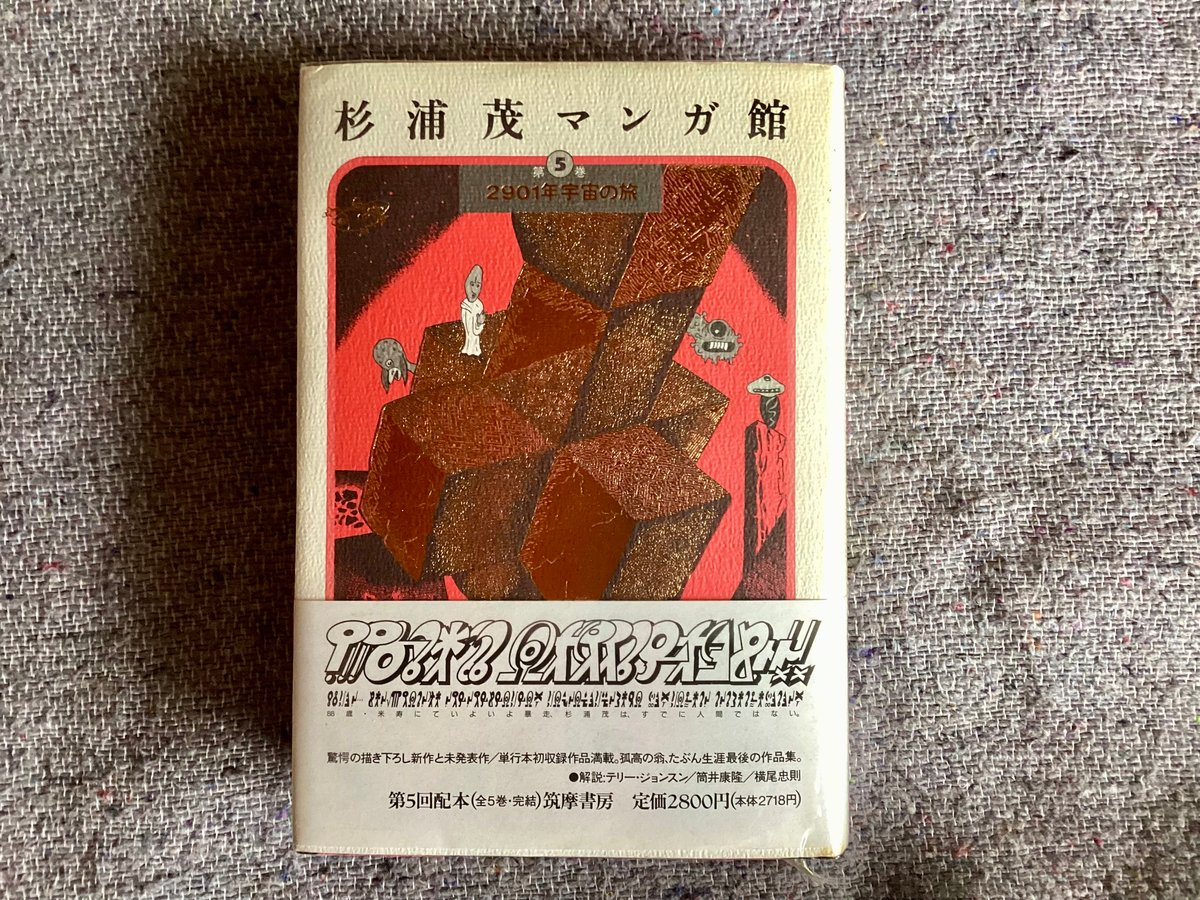 杉浦茂マンガ館
第5巻
2901年宇宙の旅
88歳・米寿にていよいよ暴走、杉浦茂は、すでに人間ではない。
驚愕の描き下ろし新作と未発表作／単行本初収録作品満載。孤高の翁、たぶん生涯最後の作品集。
●解説:テリー・ジョンスン／筒井康隆／横尾忠則
第5回配本(全5巻・完結)筑摩書房 定価2800円(本体2718円)